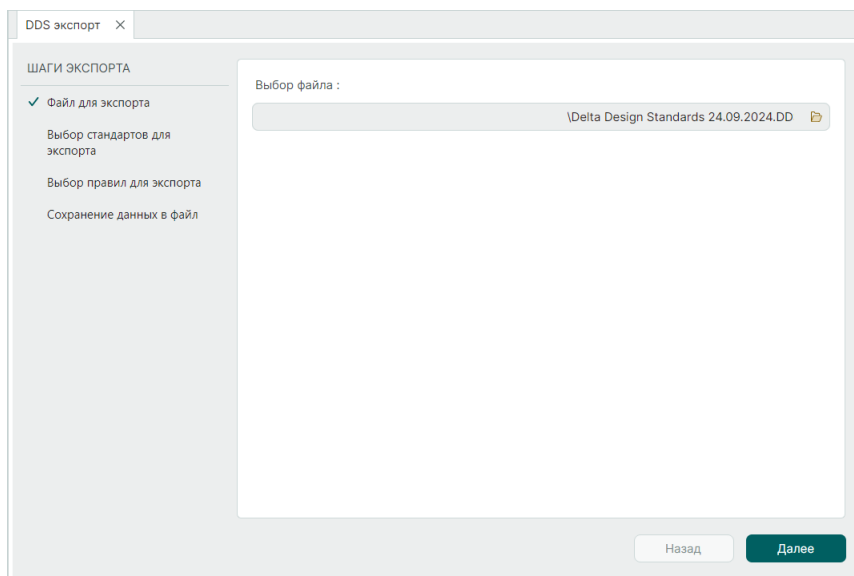 DDS экспорт
ШАГИ ЭКСПОРТА
Файл для экспорта
Выбор стандартов для
экспорта
Выбор правил для экспорта
Сохранение данных в файл
Выбор файла :
\Delta Design Standards 24.09.2024.DD
Назад
Далее